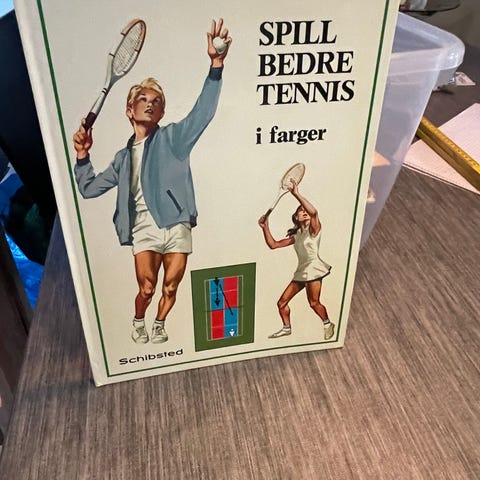 SPILL
BEDRE
TENNIS
i farger
Schibsted